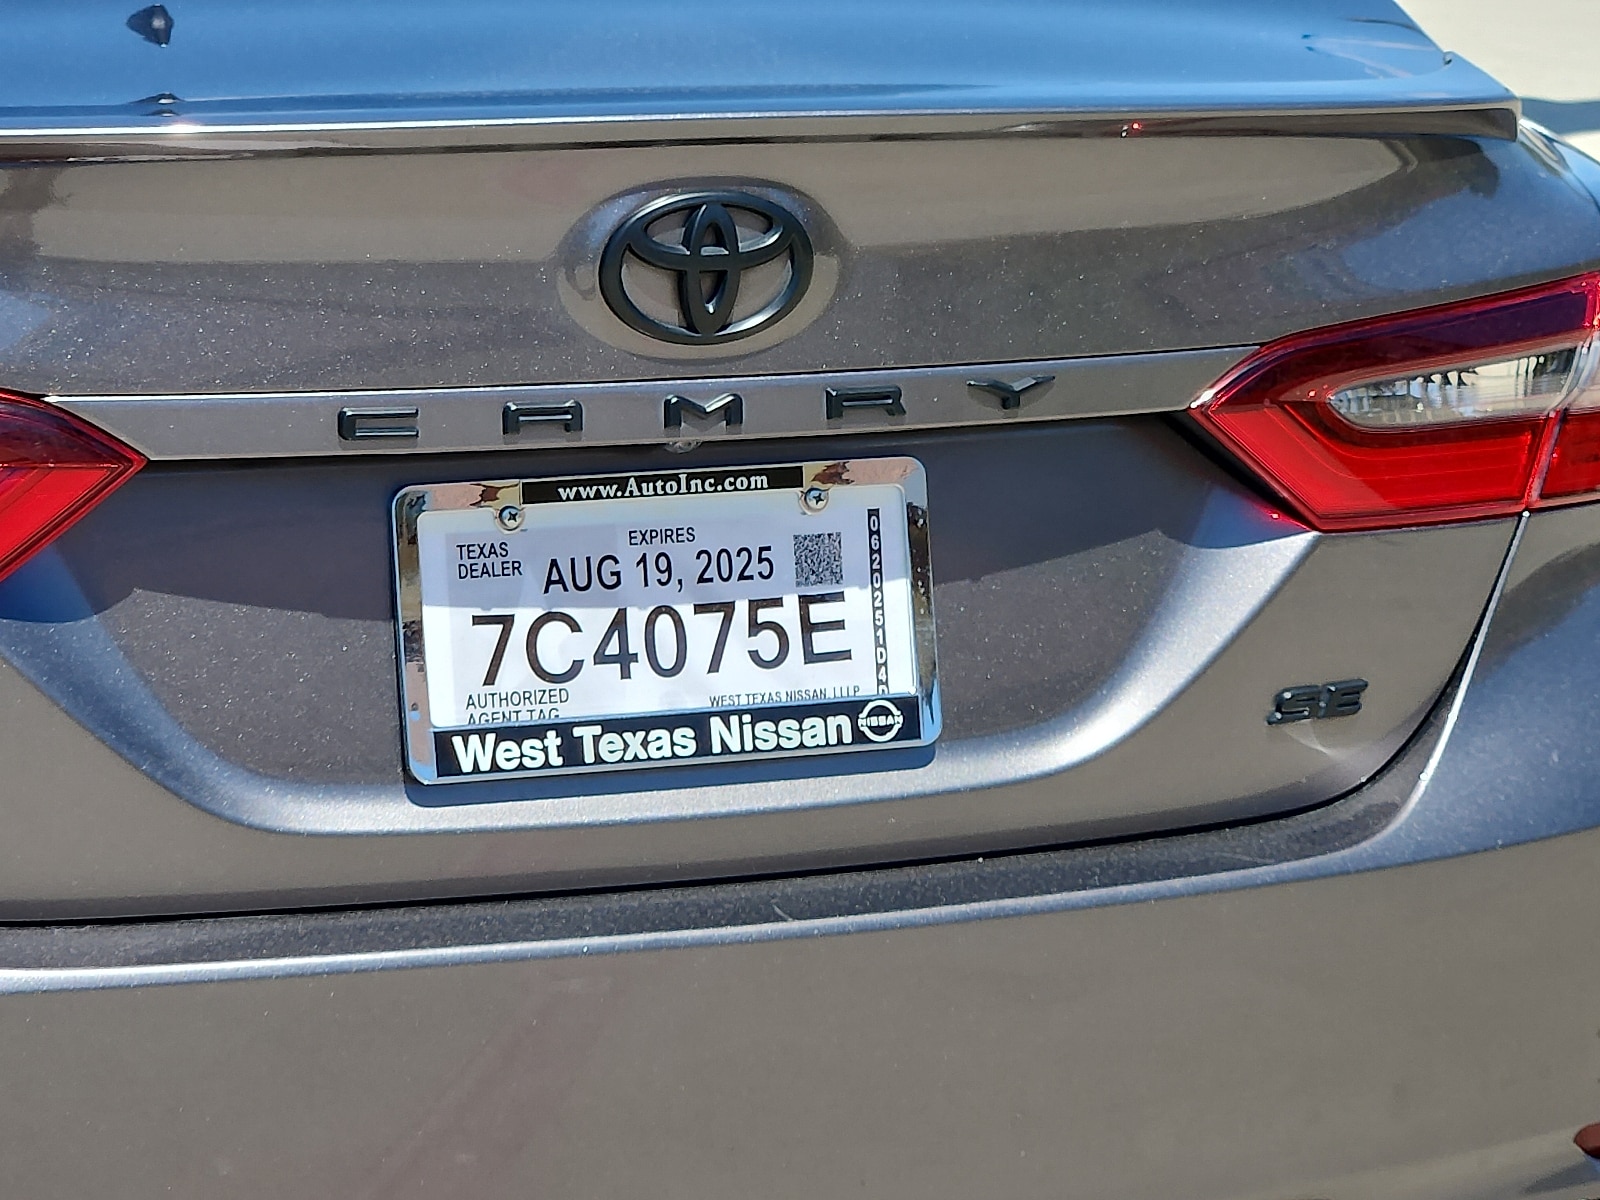 CAMRY
www.AutoInc.com
EXPIRES
TEXAS
DEALER
AUG 19, 2025
7C4075E
AUTHORIZED
AGENT TAG
WEST TEXAS NISSAN, LLLP
West Texas Nissan
NISSAN
SE